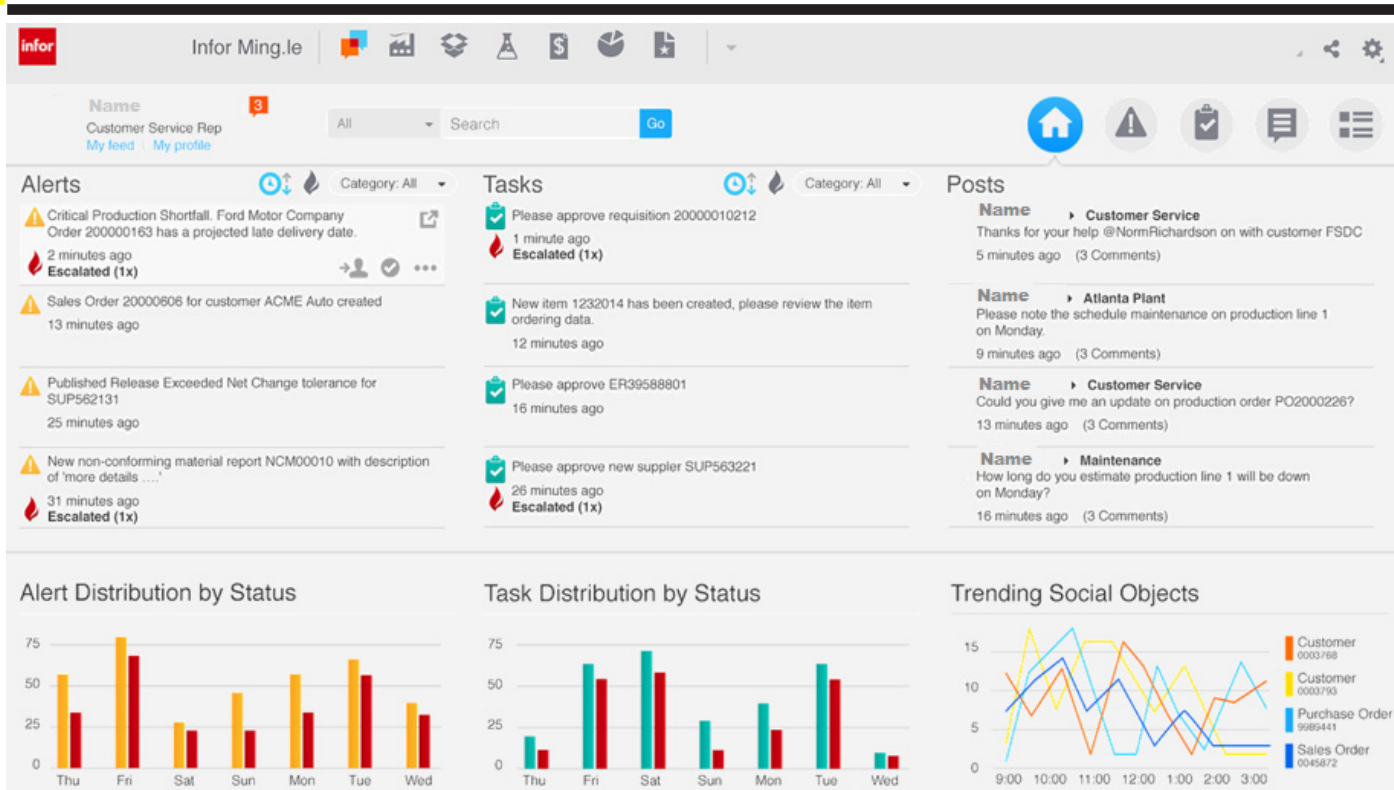 infor
Infor Ming.le
Name
3
Customer Service Rep
My feed | My profile
All
Search
Go
Alerts
Category: All
Critical Production Shortfall. Ford Motor Company
Order 200000163 has a projected late delivery date.
2 minutes ago
Escalated (1x)
Sales Order 20000606 for customer ACME Auto created
13 minutes ago
Published Release Exceeded Net Change tolerance for
SUP562131
25 minutes ago
New non-conforming material report NCM00010 with description
of 'more details ....'
31 minutes ago
Escalated (1x)
Tasks
Category: All
Please approve requisition 20000010212
1 minute ago
Escalated (1x)
New item 1232014 has been created, please review the item
ordering data.
12 minutes ago
Please approve ER39588801
16 minutes ago
Please approve new suppler SUP563221
26 minutes ago
Escalated (1x)
Posts
Name Customer Service
Thanks for your help @NormRichardson on with customer FSDC
5 minutes ago (3 Comments)
Name Atlanta Plant
Please note the schedule maintenance on production line 1
on Monday.
9 minutes ago (3 Comments)
Name Customer Service
Could you give me an update on production order PO2000226?
13 minutes ago (3 Comments)
Name Maintenance
How long do you estimate production line 1 will be down
on Monday?
16 minutes ago (3 Comments)
Alert Distribution by Status
75
50
25
0
Thu Fri Sat Sun Mon Tue Wed
Task Distribution by Status
75
50
25
0
Thu Fri Sat Sun Mon Tue Wed
Trending Social Objects
15
10
5
0
9:00 10:00 11:00 12:00 1:00 2:00 3:00
Customer
0003768
Customer
0003793
Purchase Order
9989441
Sales Order
0045872